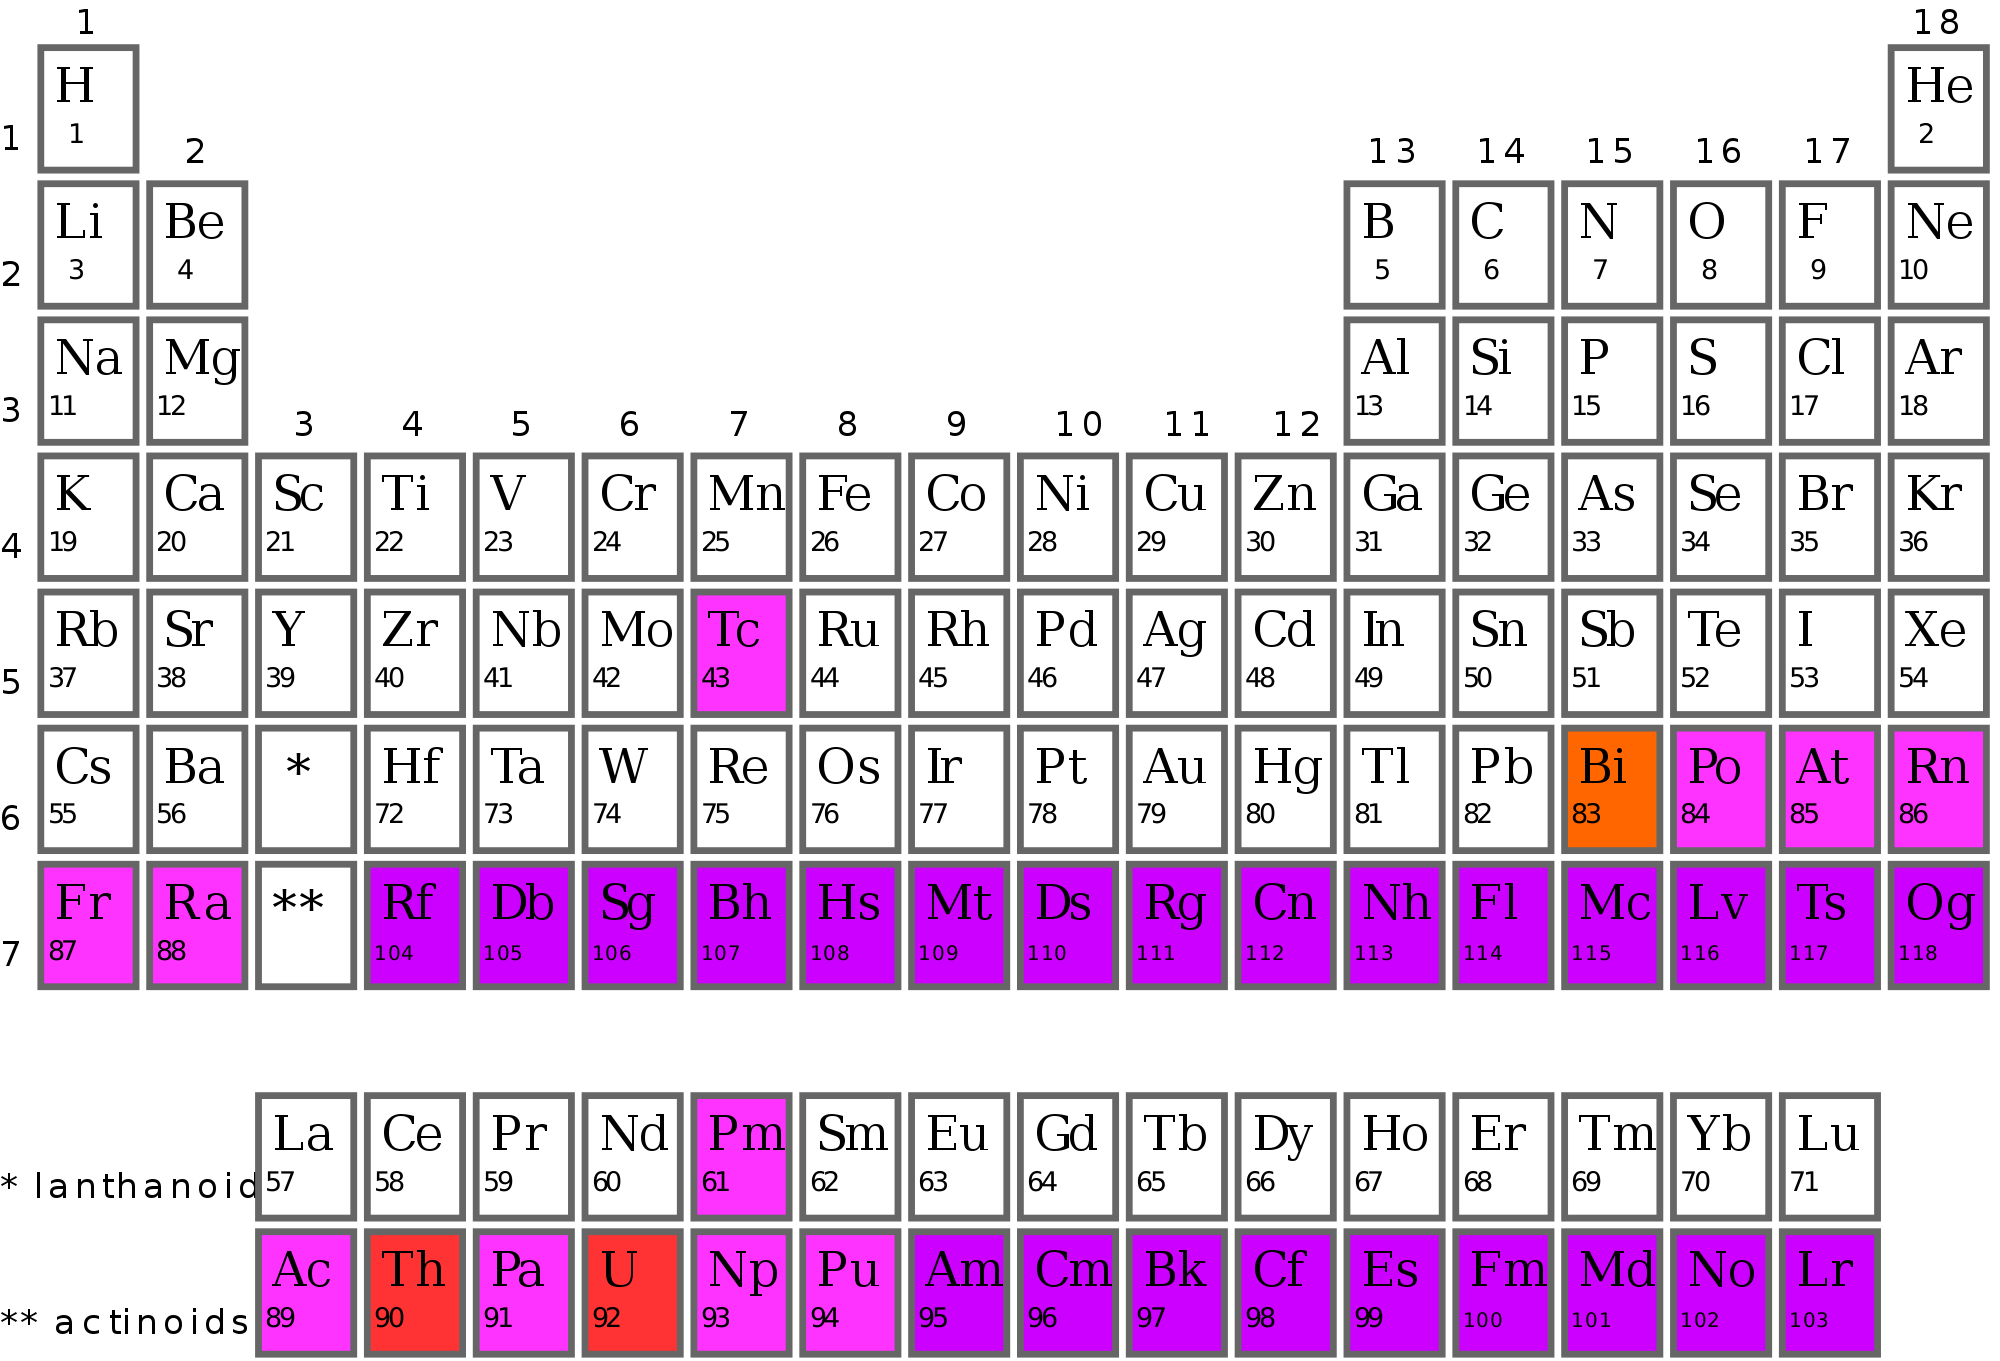 1 18
H He
1 1 2
2 13 14 15 16 17
Li Be B C N O F Ne
2 3 4 5 6 7 8 9 10
Na Mg Al Si P S Cl Ar
3 11 12 13 14 15 16 17 18
3 4 5 6 7 8 9 10 11 12
K Ca Sc Ti V Cr Mn Fe Co Ni Cu Zn Ga Ge As Se Br Kr
4 19 20 21 22 23 24 25 26 27 28 29 30 31 32 33 34 35 36
Rb Sr Y Zr Nb Mo Tc Ru Rh Pd Ag Cd In Sn Sb Te I Xe
5 37 38 39 40 41 42 43 44 45 46 47 48 49 50 51 52 53 54
Cs Ba * Hf Ta W Re Os Ir Pt Au Hg Tl Pb Bi Po At Rn
6 55 56 72 73 74 75 76 77 78 79 80 81 82 83 84 85 86
Fr Ra ** Rf Db Sg Bh Hs Mt Ds Rg Cn Nh Fl Mc Lv Ts Og
7 87 88 104 105 106 107 108 109 110 111 112 113 114 115 116 117 118
La Ce Pr Nd Pm Sm Eu Gd Tb Dy Ho Er Tm Yb Lu
* lanthanoid 57 58 59 60 61 62 63 64 65 66 67 68 69 70 71
Ac Th Pa U Np Pu Am Cm Bk Cf Es Fm Md No Lr
** actinoids 89 90 91 92 93 94 95 96 97 98 99 100 101 102 103